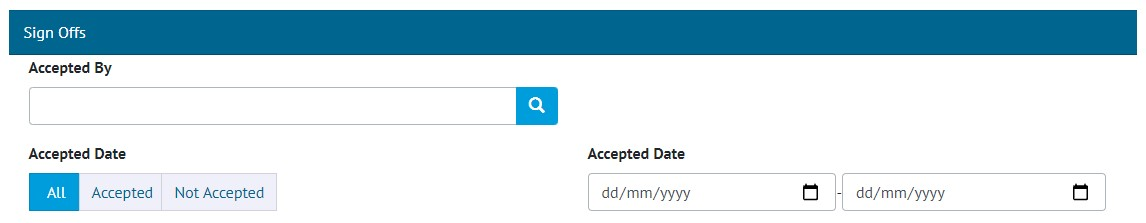 Sign Offs
Accepted By
Accepted Date Accepted Date
All Accepted Not Accepted dd/mm/yyyy - dd/mm/yyyy